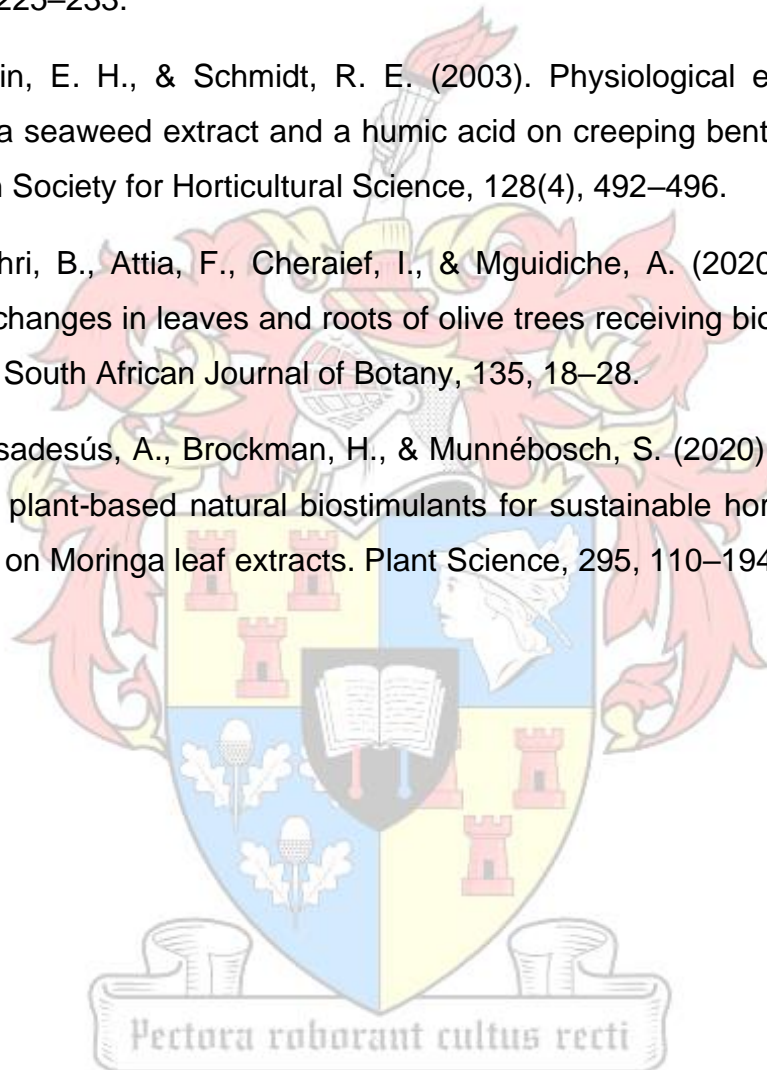 225–233.
in, E. H., & Schmidt, R. E. (2003). Physiological e
a seaweed extract and a humic acid on creeping bent
n Society for Horticultural Science, 128(4), 492–496.
hri, B., Attia, F., Cheraief, I., & Mguidiche, A. (2020
changes in leaves and roots of olive trees receiving bio
South African Journal of Botany, 135, 18–28.
sadesús, A., Brockman, H., & Munnébosch, S. (2020)
plant-based natural biostimulants for sustainable hor
on Moringa leaf extracts. Plant Science, 295, 110–194
Pectora roborant cultus recti